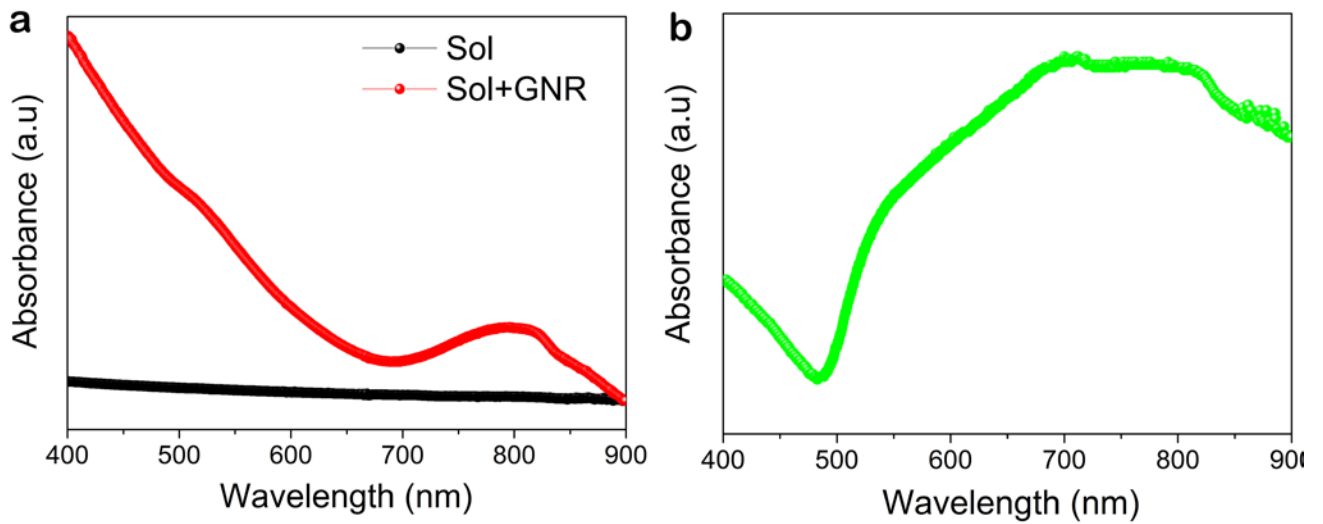 a
Sol
Sol+GNR
Absorbance (a.u)
400 500 600 700 800 900
Wavelength (nm)
b
Absorbance (a.u)
400 500 600 700 800 900
Wavelength (nm)